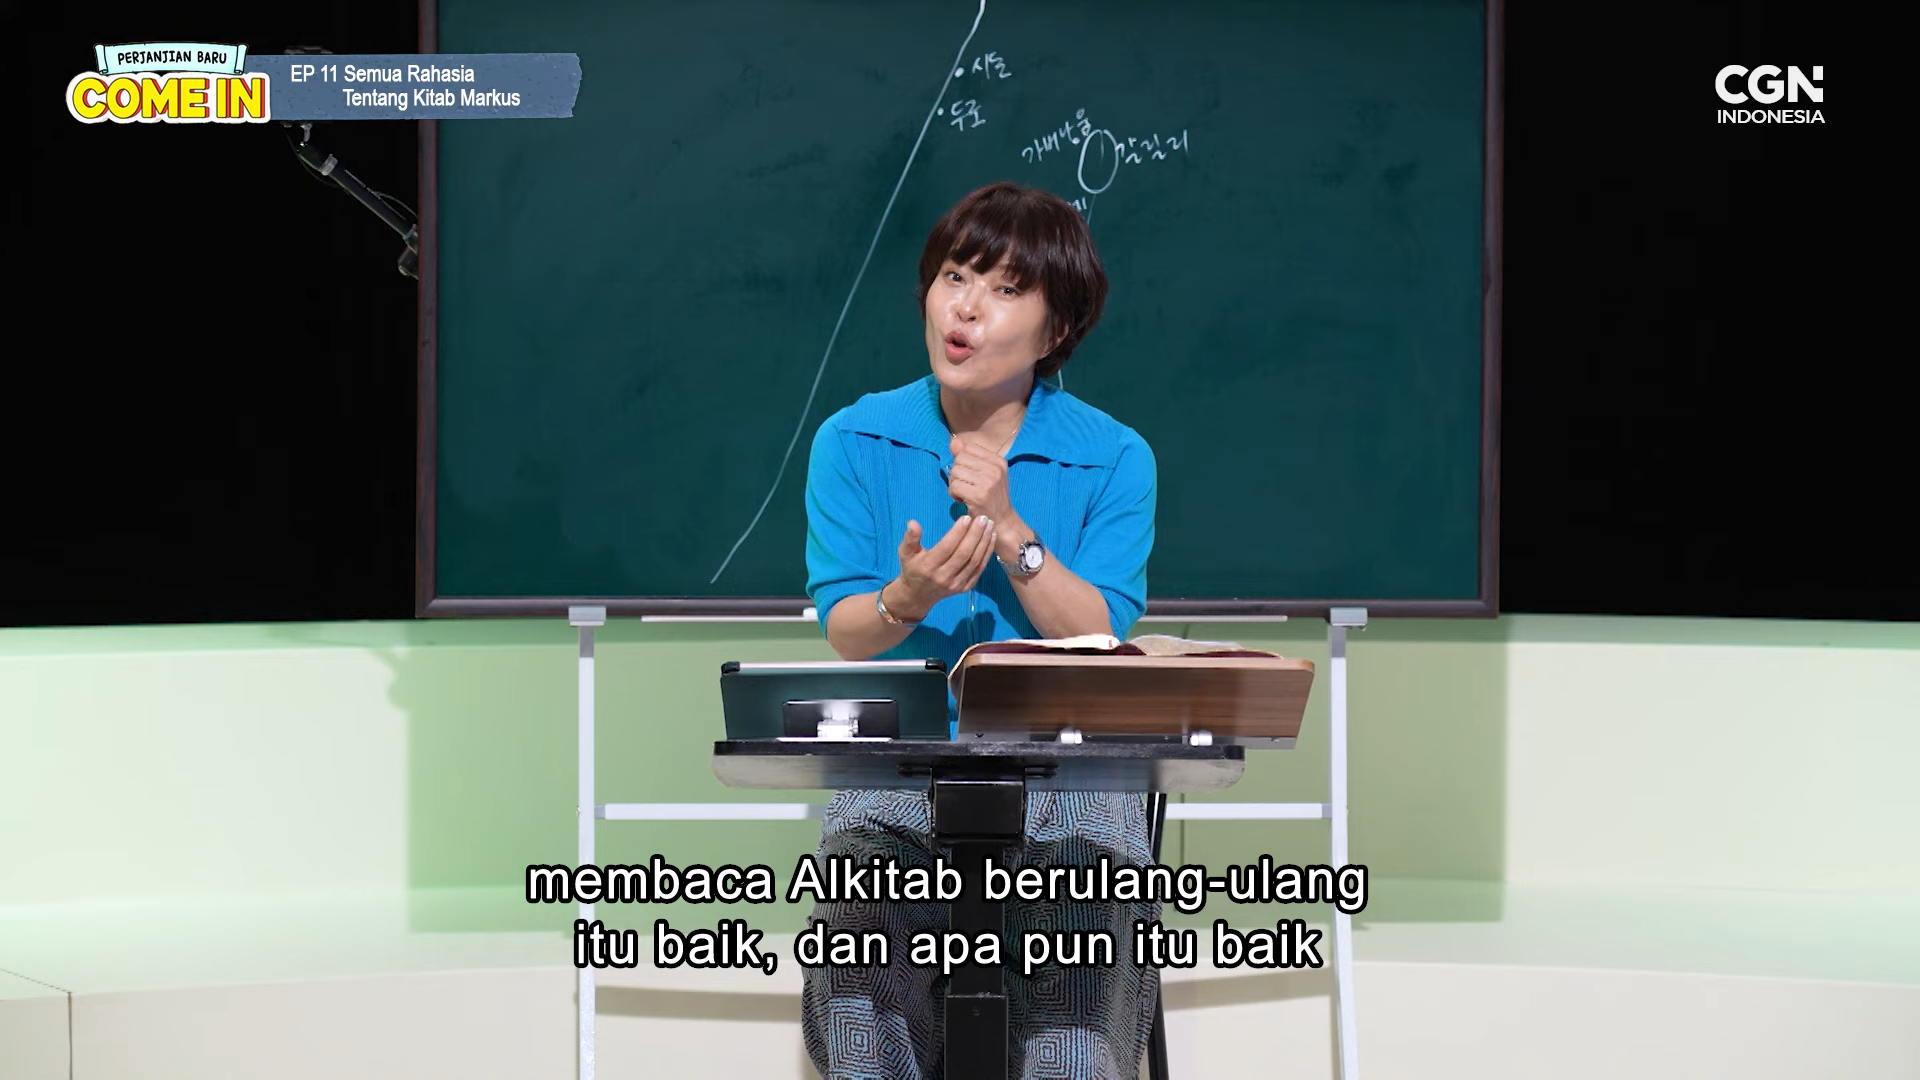 PERJANJIAN BARU
COME IN
EP 11 Semua Rahasia
Tentang Kitab Markus
CGN
INDONESIA
시돈
두로
가버나움
갈릴리
membaca Alkitab berulang-ulang
itu baik, dan apa pun itu baik